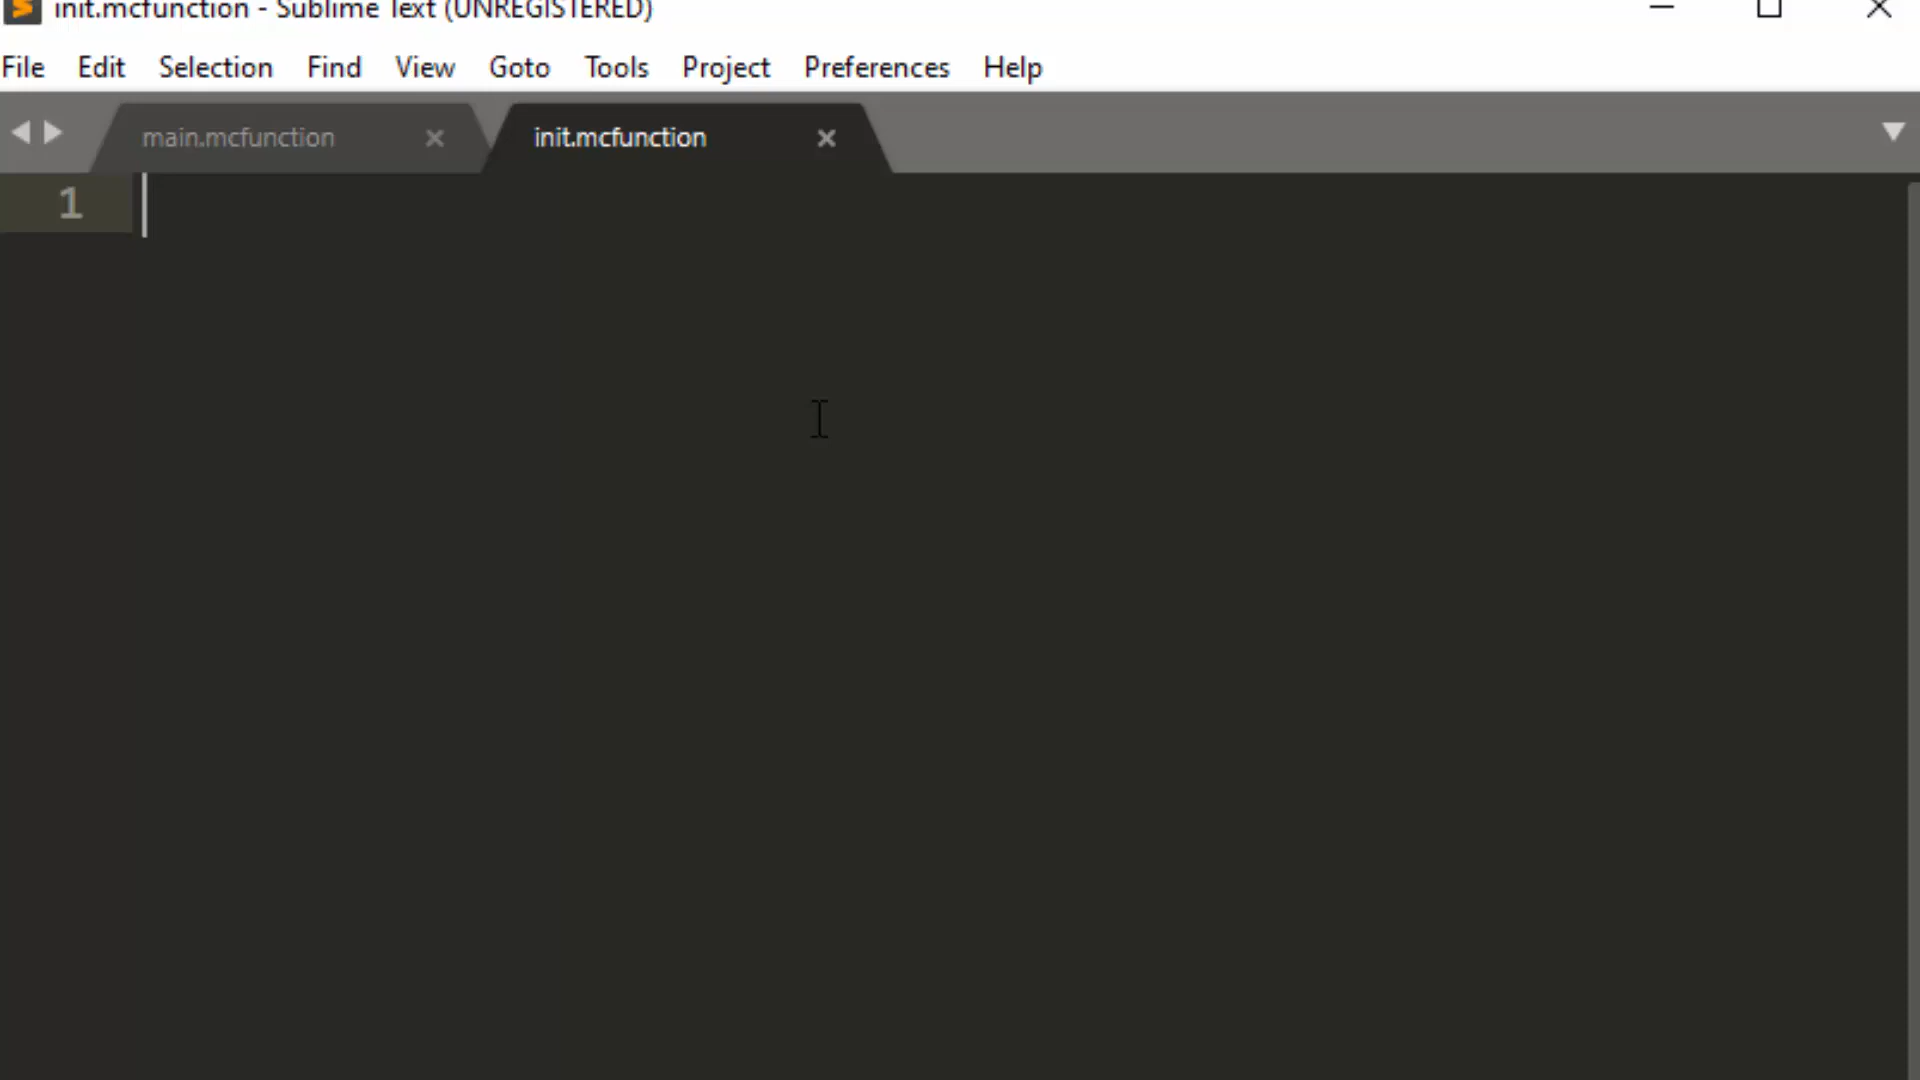 init.mcfunction - Sublime Text (UNREGISTERED)
File Edit Selection Find View Goto Tools Project Preferences Help
main.mcfunction init.mcfunction
1